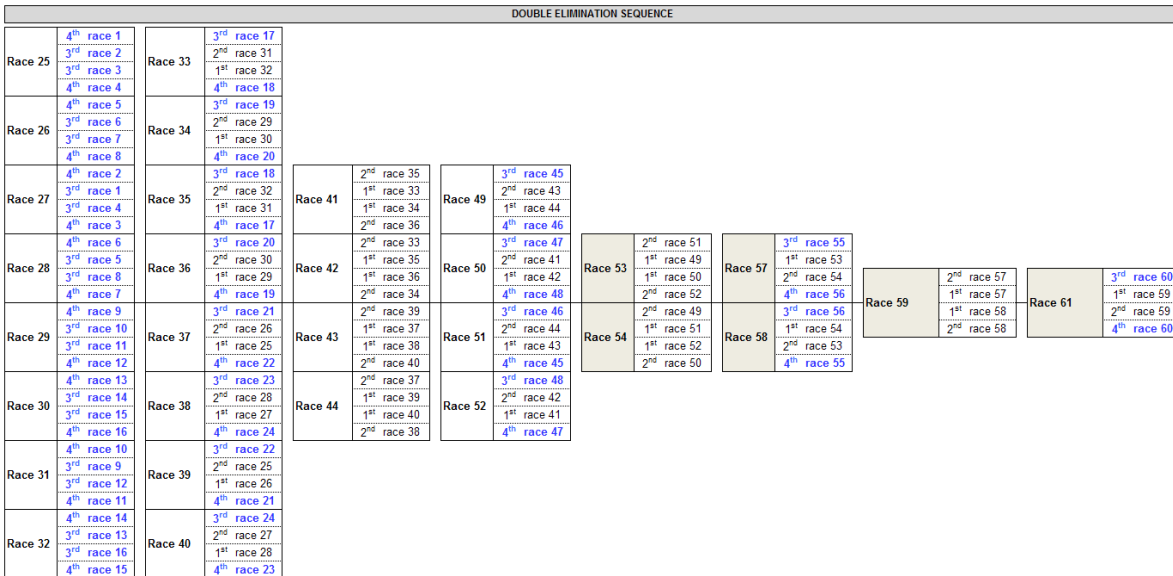 DOUBLE ELIMINATION SEQUENCE
Race 25
4th race 1
3rd race 2
3rd race 3
4th race 4
Race 26
4th race 5
3rd race 6
3rd race 7
4th race 8
Race 27
4th race 2
3rd race 1
3rd race 4
4th race 3
Race 28
4th race 6
3rd race 5
3rd race 8
4th race 7
Race 29
4th race 9
3rd race 10
3rd race 11
4th race 12
Race 30
4th race 13
3rd race 14
3rd race 15
4th race 16
Race 31
4th race 10
3rd race 9
3rd race 12
4th race 11
Race 32
4th race 14
3rd race 13
3rd race 16
4th race 15
Race 33
3rd race 17
2nd race 31
1st race 32
4th race 18
Race 34
3rd race 19
2nd race 29
1st race 30
4th race 20
Race 35
3rd race 18
2nd race 32
1st race 31
4th race 17
Race 36
3rd race 20
2nd race 30
1st race 29
4th race 19
Race 37
3rd race 21
2nd race 26
1st race 25
4th race 22
Race 38
3rd race 23
2nd race 28
1st race 27
4th race 24
Race 39
3rd race 22
2nd race 25
1st race 26
4th race 21
Race 40
3rd race 24
2nd race 27
1st race 28
4th race 23
Race 41
2nd race 35
1st race 33
1st race 34
2nd race 36
Race 42
2nd race 33
1st race 35
1st race 36
2nd race 34
Race 43
2nd race 39
1st race 37
1st race 38
2nd race 40
Race 44
2nd race 37
1st race 39
1st race 40
2nd race 38
Race 49
3rd race 45
2nd race 43
1st race 44
4th race 46
Race 50
3rd race 47
2nd race 41
1st race 42
4th race 48
Race 51
3rd race 46
2nd race 44
1st race 43
4th race 45
Race 52
3rd race 48
2nd race 42
1st race 41
4th race 47
Race 53
2nd race 51
1st race 49
1st race 50
2nd race 52
Race 54
2nd race 49
1st race 51
1st race 52
2nd race 50
Race 57
3rd race 55
1st race 53
2nd race 54
4th race 56
Race 58
3rd race 56
1st race 54
2nd race 53
4th race 55
Race 59
2nd race 57
1st race 57
1st race 58
2nd race 58
Race 61
3rd race 60
1st race 59
2nd race 59
4th race 60